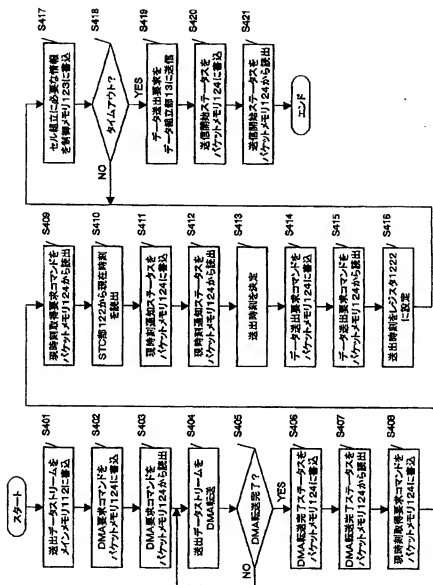 スタート
S401
送出データストリームを
メインメモリ112に書込
S402
DMA要求コマンドを
パケットメモリ124に書込
S403
DMA要求コマンドを
パケットメモリ124から読出
S404
送出データストリームを
DMA転送
S405
DMA転送完了?
NO
YES
S406
DMA転送完了ステータスを
パケットメモリ124に書込
S407
DMA転送完了ステータスを
パケットメモリ124から読出
S408
現時刻取得要求コマンドを
パケットメモリ124に書込
S409
現時刻取得要求コマンドを
パケットメモリ124から読出
S410
STC部122から現在時刻
を読出
S411
現時刻通知ステータスを
パケットメモリ124に書込
S412
現時刻通知ステータスを
パケットメモリ124から読出
S413
送出時刻を決定
S414
データ送出要求コマンドを
パケットメモリ124に書込
S415
データ送出要求コマンドを
パケットメモリ124から読出
S416
送出時刻をレジスタ1222
に設定
S417
セル組立に必要な情報
を制御メモリ123に書込
S418
タイムアウト?
NO
YES
S419
データ送出要求を
データ組立部13に送信
S420
送信開始ステータスを
パケットメモリ124に書込
S421
送信開始ステータスを
パケットメモリ124から読出
エンド